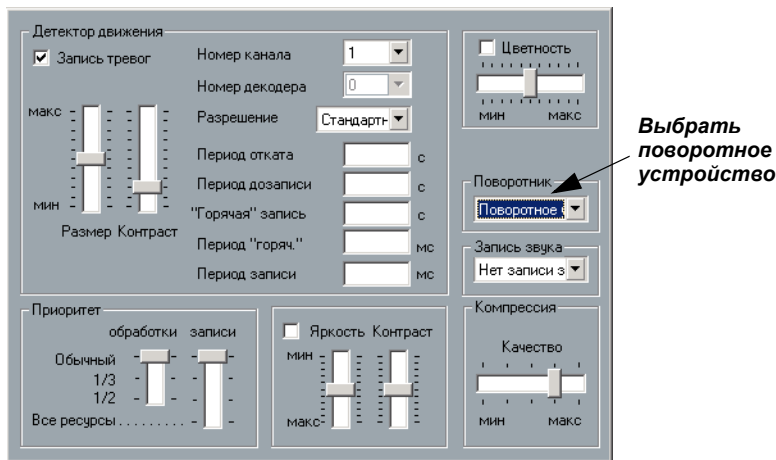 Детектор движения
Запись тревог
Номер канала 1
Номер декодера 0
Разрешение Стандартн
Период отката с
Период дозаписи с
"Горячая" запись с
Период "горяч." мс
Период записи мс
макс
мин
Размер Контраст
Цветность
мин макс
Выбрать
поворотное
устройство
Поворотник
Поворотное
Запись звука
Нет записи з
Приоритет
обработки записи
Обычный
1/3
1/2
Все ресурсы.........
Яркость Контраст
мин
макс
Компрессия
Качество
мин макс